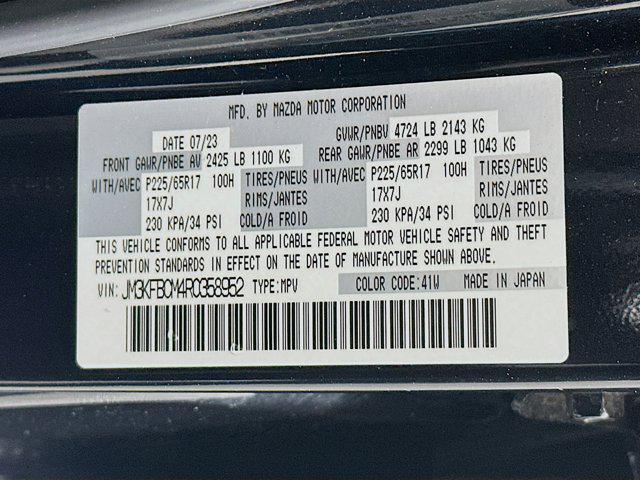 MFD. BY MAZDA MOTOR CORPORATION
DATE 07/23 GVWR/PNBV 4724 LB 2143 KG
FRONT GAWR/PNBE AV 2425 LB 1100 KG REAR GAWR/PNBE AR 2299 LB 1043 KG
WITH/AVEC P225/65R17 100H TIRES/PNEUS WITH/AVEC P225/65R17 100H TIRES/PNEUS
17X7J RIMS/JANTES 17X7J RIMS/JANTES
230 KPA/34 PSI COLD/A FROID 230 KPA/34 PSI COLD/A FROID
THIS VEHICLE CONFORMS TO ALL APPLICABLE FEDERAL MOTOR VEHICLE SAFETY AND THEFT
PREVENTION STANDARDS IN EFFECT ON THE DATE OF MANUFACTURE SHOWN ABOVE.
VIN: JM3KFBCM4R0358952 TYPE:MPV COLOR CODE:41W MADE IN JAPAN